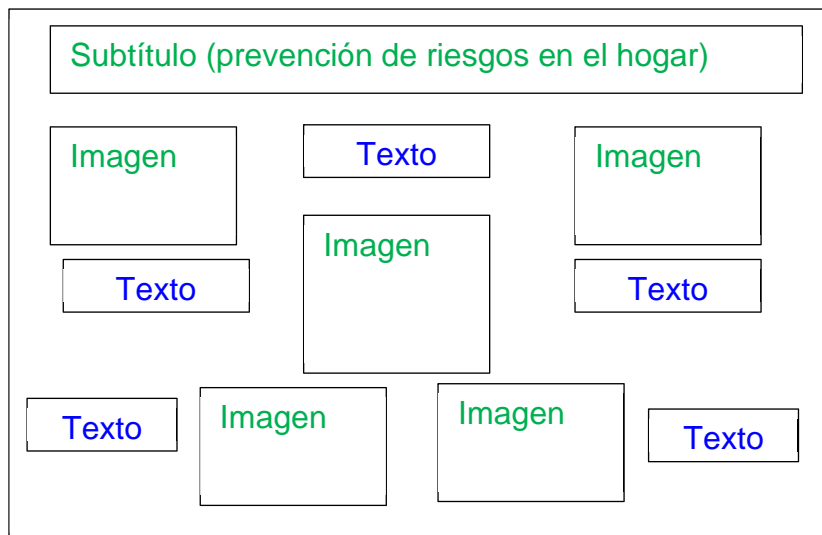 Subtítulo (prevención de riesgos en el hogar)
Imagen
Texto
Imagen
Imagen
Texto
Texto
Texto
Imagen
Imagen
Texto